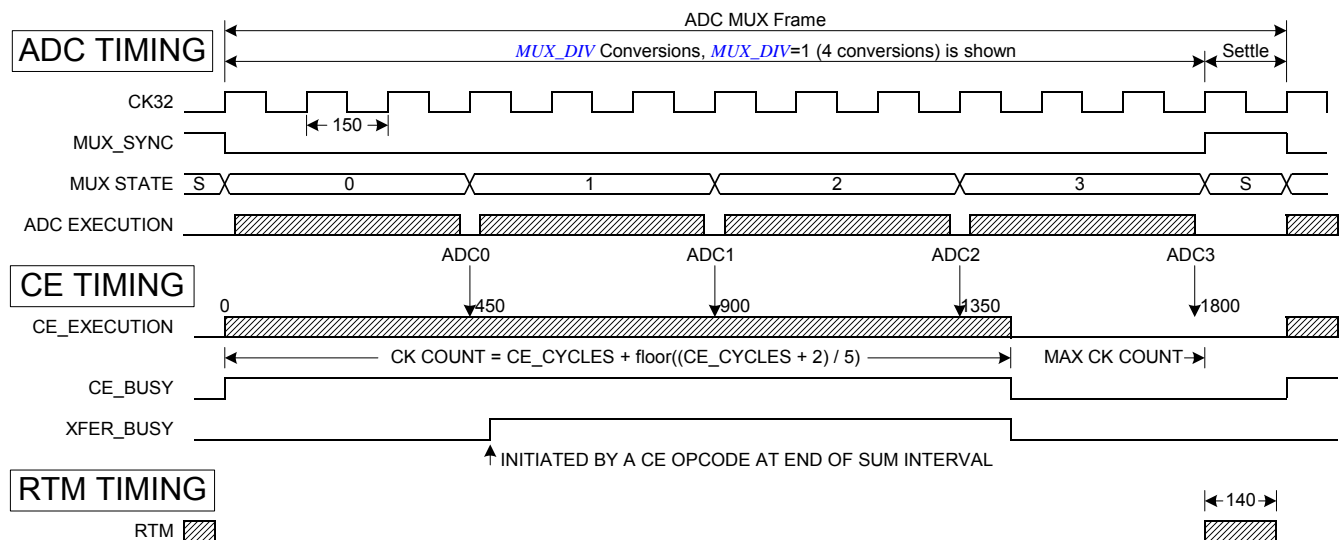 ADC MUX Frame
ADC TIMING
MUX_DIV Conversions, MUX_DIV=1 (4 conversions) is shown
Settle
CK32
150
MUX_SYNC
MUX STATE
S
0
1
2
3
S
ADC EXECUTION
ADC0
ADC1
ADC2
ADC3
CE TIMING
0
450
900
1350
1800
CE_EXECUTION
CK COUNT = CE_CYCLES + floor((CE_CYCLES + 2) / 5)
MAX CK COUNT
CE_BUSY
XFER_BUSY
INITIATED BY A CE OPCODE AT END OF SUM INTERVAL
RTM TIMING
140
RTM